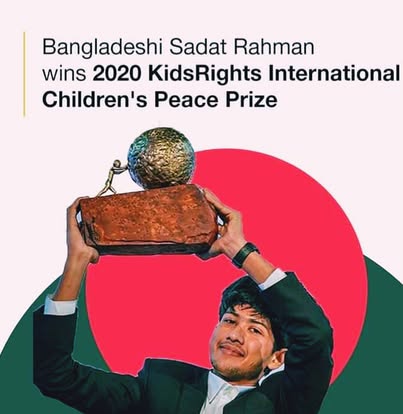 Bangladeshi Sadat Rahman
wins 2020 KidsRights International
Children's Peace Prize